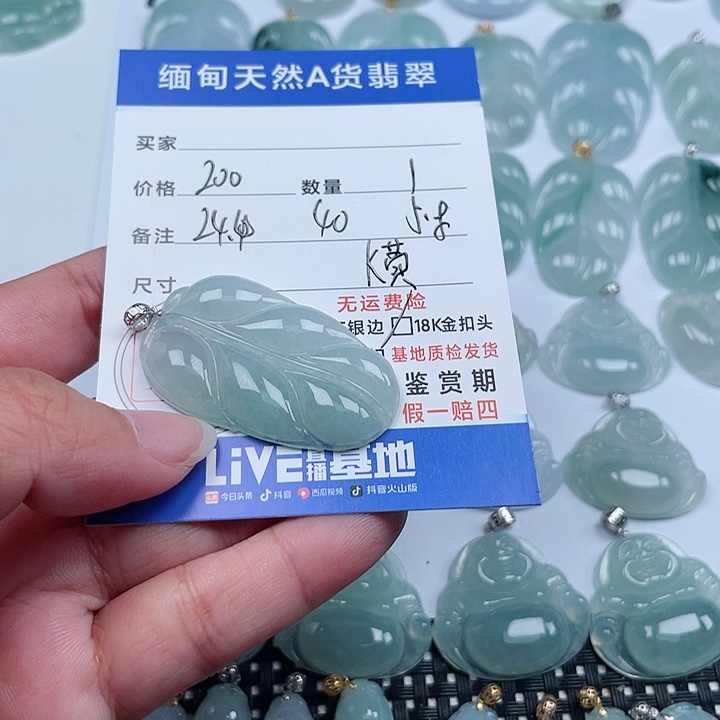 缅甸天然A货翡翠
买家
价格 200 数量 1
备注 24.4 40 5.8
尺寸
无运费险
银边 18K金扣头
基地质检发货
鉴赏期
假一赔四
LiVE直播基地
今日头条 抖音 西瓜视频 抖音火山版